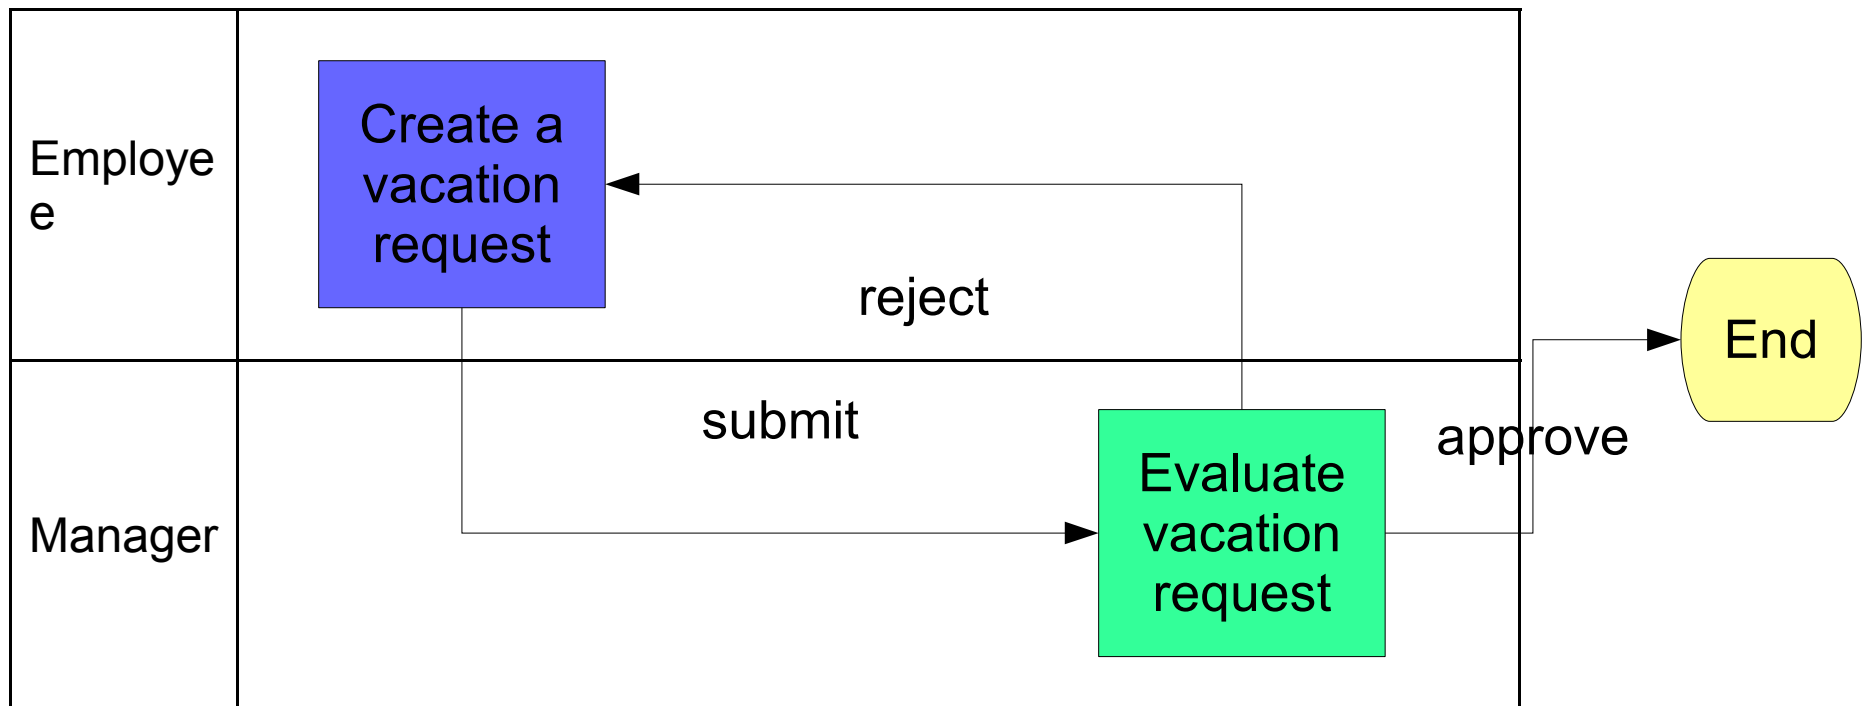 Employe
e
Create a
vacation
request
reject
submit
Manager
Evaluate
vacation
request
approve
End